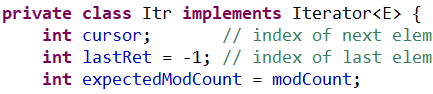 private class Itr implements Iterator<E> {
    int cursor;       // index of next elem
    int lastRet = -1; // index of last elem
    int expectedModCount = modCount;